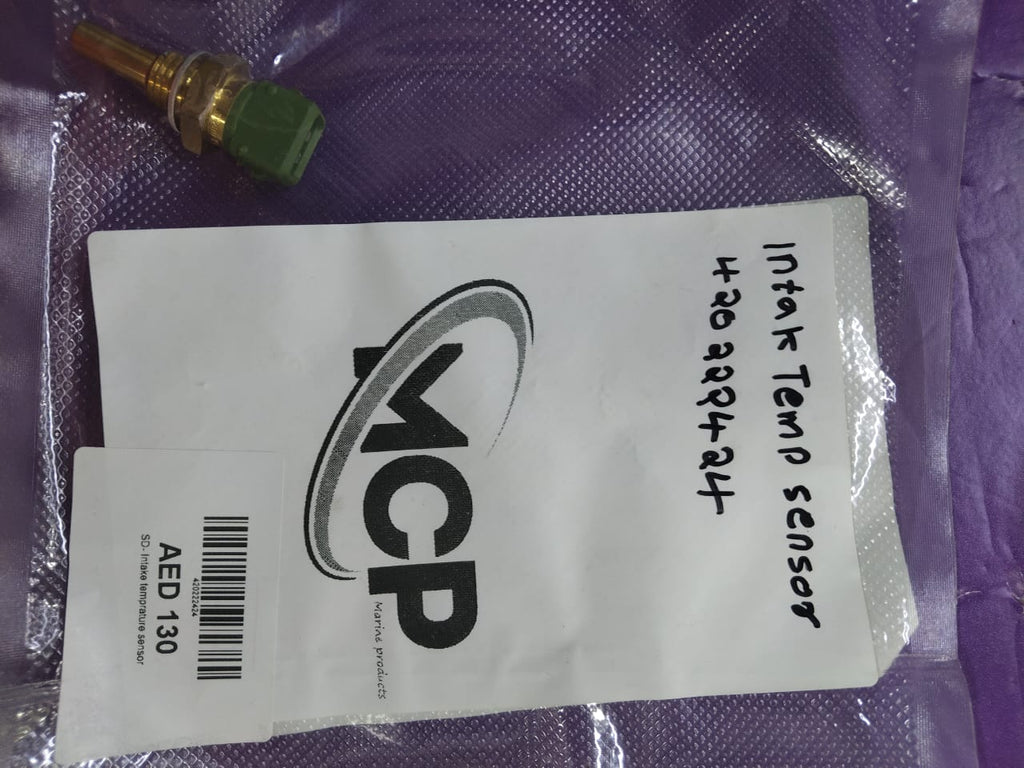 Intak Temp sensor
420222424
MCP
Marine products
420222424
AED 130
SD- Intake temprature sensor